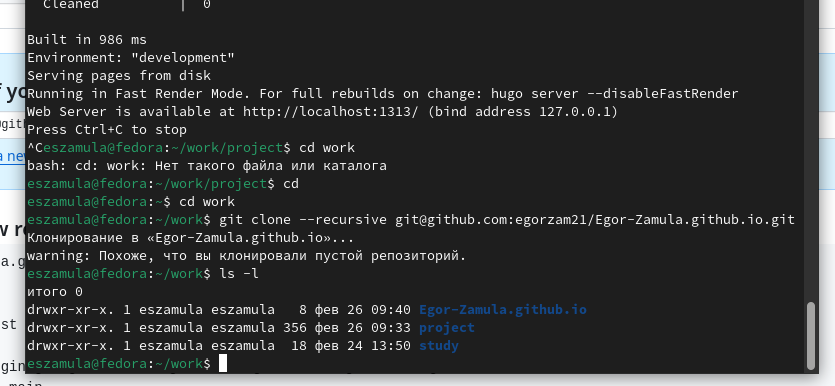 Cleaned | 0
Built in 986 ms
Environment: "development"
Serving pages from disk
Running in Fast Render Mode. For full rebuilds on change: hugo server --disableFastRender
Web Server is available at http://localhost:1313/ (bind address 127.0.0.1)
Press Ctrl+C to stop
^Ceszamula@fedora:~/work/project$ cd work
bash: cd: work: Нет такого файла или каталога
eszamula@fedora:~/work/project$ cd
eszamula@fedora:~$ cd work
eszamula@fedora:~/work$ git clone --recursive git@github.com:egorzam21/Egor-Zamula.github.io.git
Клонирование в «Egor-Zamula.github.io»...
warning: Похоже, что вы клонировали пустой репозиторий.
eszamula@fedora:~/work$ ls -l
итого 0
drwxr-xr-x. 1 eszamula eszamula   8 фев 26 09:40 Egor-Zamula.github.io
drwxr-xr-x. 1 eszamula eszamula 356 фев 26 09:33 project
drwxr-xr-x. 1 eszamula eszamula  18 фев 24 13:50 study
eszamula@fedora:~/work$